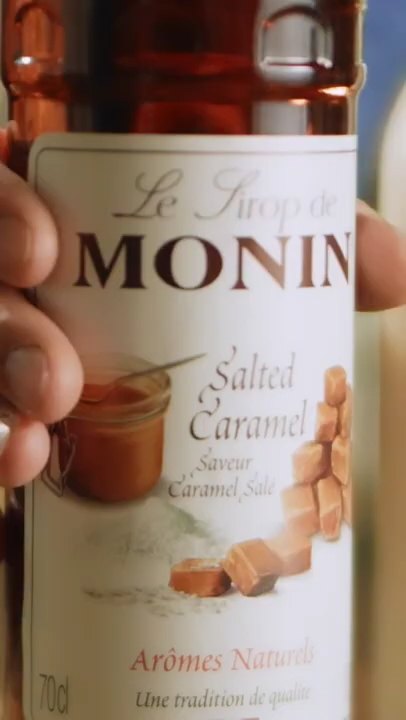 Le Sirop de
MONIN
Salted
Caramel
Saveur
Caramel Salé
Arômes Naturels
Une tradition de qualité
70cl